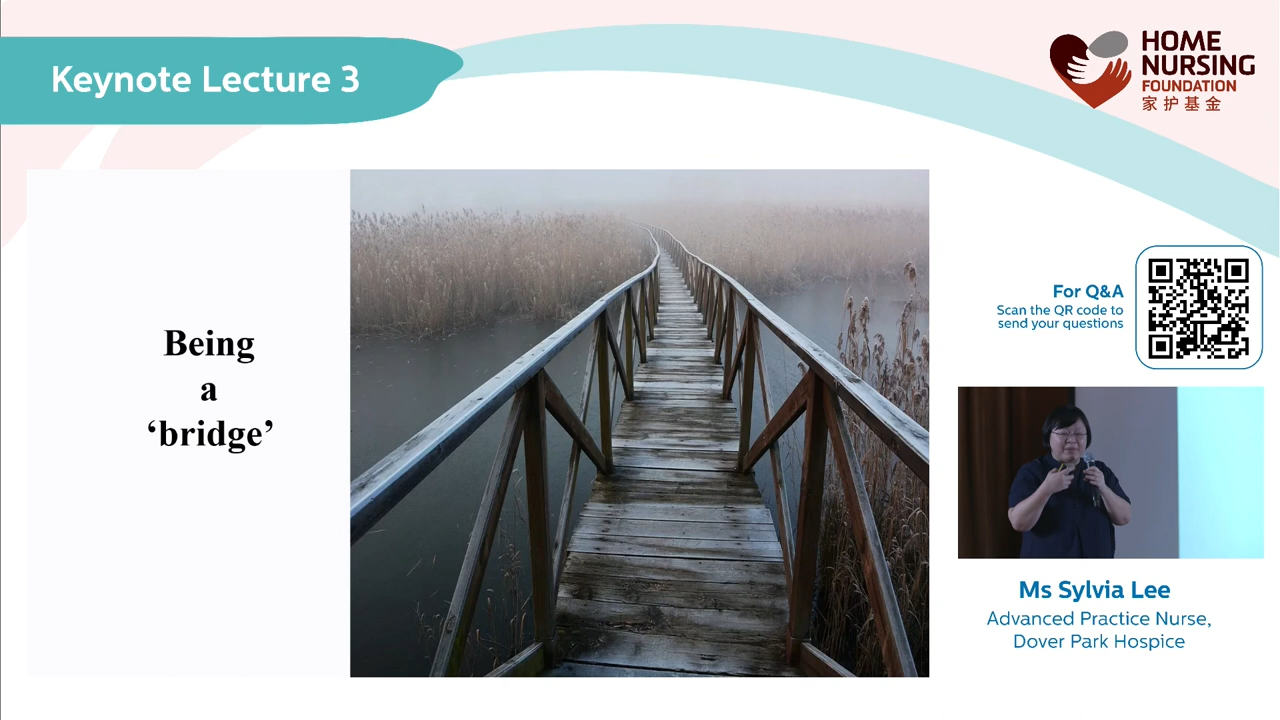 Keynote Lecture 3
HOME
NURSING
FOUNDATION
家护基金
Being
a
‘bridge’
For Q&A
Scan the QR code to
send your questions
Ms Sylvia Lee
Advanced Practice Nurse,
Dover Park Hospice